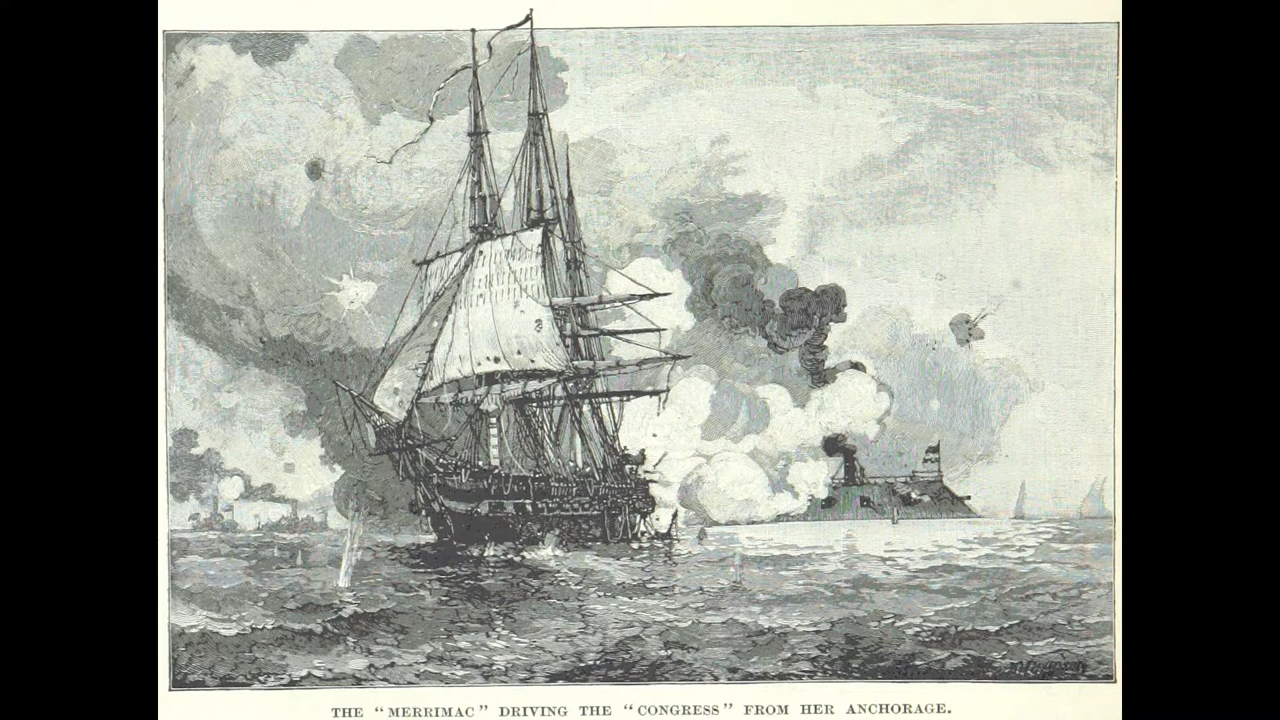 THE “MERRIMAC” DRIVING THE “CONGRESS” FROM HER ANCHORAGE.